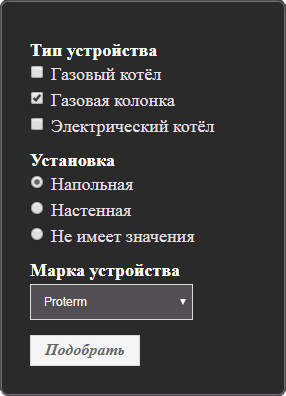 Тип устройства
Газовый котёл
Газовая колонка
Электрический котёл
Установка
Напольная
Настенная
Не имеет значения
Марка устройства
Proterm
Подобрать